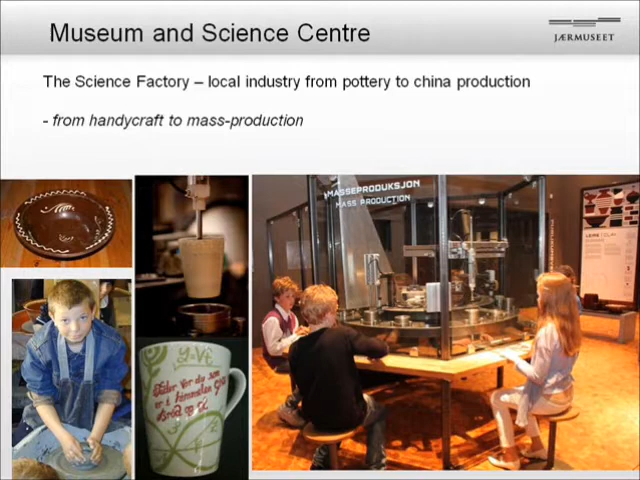 Museum and Science Centre
JÆRMUSEET
The Science Factory – local industry from pottery to china production
- from handycraft to mass-production
MASSEPRODUKSJON
MASS PRODUCTION